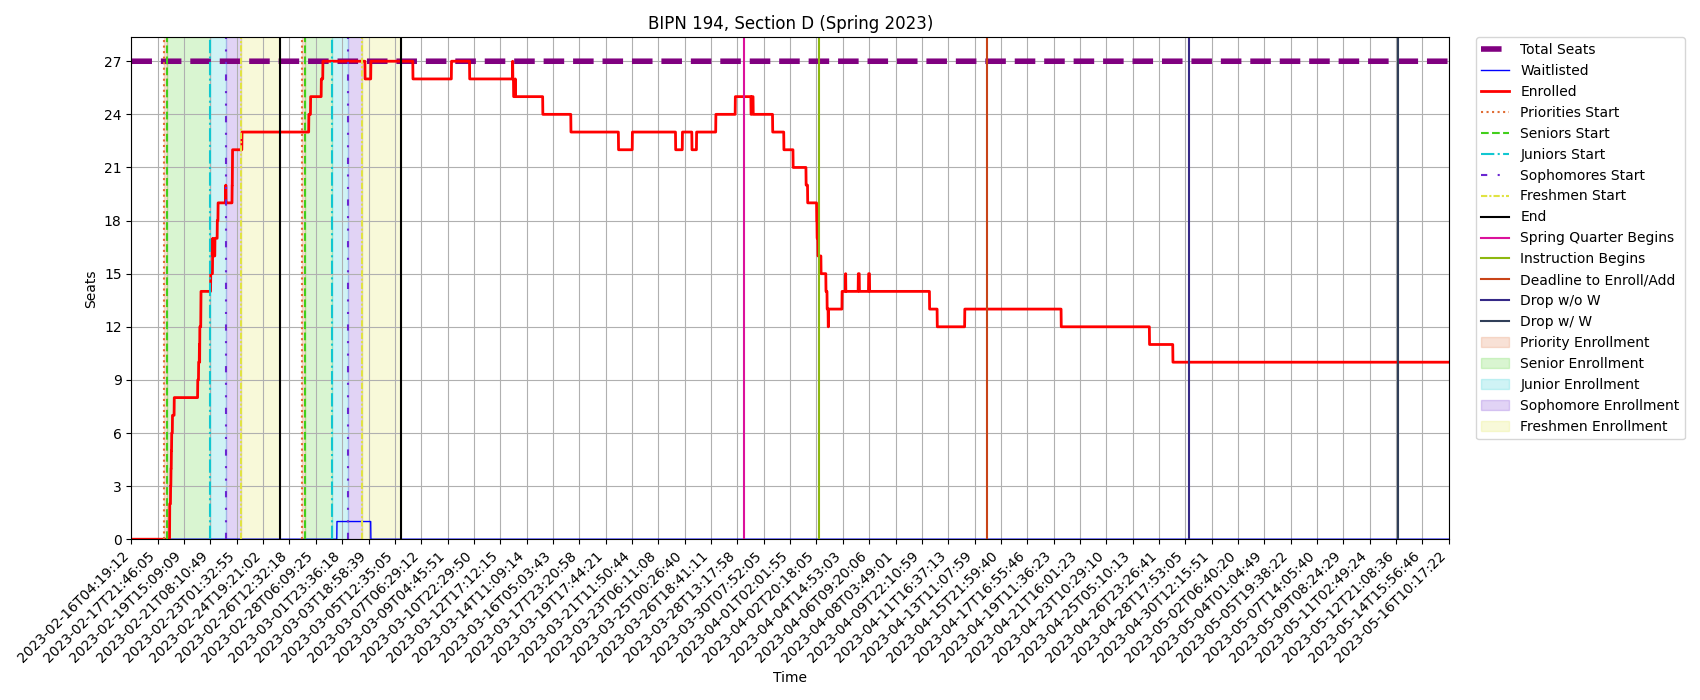 BIPN 194, Section D (Spring 2023)
Seats
27
24
21
18
15
12
9
6
3
0
2023-02-16T04:19:12
2023-02-17T21:46:05
2023-02-19T15:09:09
2023-02-21T08:10:49
2023-02-23T01:32:55
2023-02-24T19:21:02
2023-02-26T12:32:18
2023-02-28T06:09:25
2023-03-01T23:36:18
2023-03-03T18:58:39
2023-03-05T12:35:05
2023-03-07T06:29:12
2023-03-09T04:45:51
2023-03-10T22:29:50
2023-03-12T17:12:15
2023-03-14T11:09:14
2023-03-16T05:03:43
2023-03-17T23:20:58
2023-03-19T17:44:21
2023-03-21T11:50:44
2023-03-23T06:11:08
2023-03-25T00:26:40
2023-03-26T18:41:11
2023-03-28T13:17:58
2023-03-30T07:52:05
2023-04-01T02:01:55
2023-04-02T20:18:05
2023-04-04T14:53:03
2023-04-06T09:20:06
2023-04-08T03:49:01
2023-04-09T22:10:59
2023-04-11T16:37:13
2023-04-13T11:07:59
2023-04-15T21:59:40
2023-04-17T16:55:46
2023-04-19T11:36:23
2023-04-21T06:01:23
2023-04-23T10:29:10
2023-04-25T05:10:13
2023-04-26T23:26:41
2023-04-28T17:53:05
2023-04-30T12:15:51
2023-05-02T06:40:20
2023-05-04T01:04:49
2023-05-05T19:38:22
2023-05-07T14:05:40
2023-05-09T08:24:29
2023-05-11T02:49:24
2023-05-12T21:08:36
2023-05-14T15:56:46
2023-05-16T10:17:22
Time
Total Seats
Waitlisted
Enrolled
Priorities Start
Seniors Start
Juniors Start
Sophomores Start
Freshmen Start
End
Spring Quarter Begins
Instruction Begins
Deadline to Enroll/Add
Drop w/o W
Drop w/ W
Priority Enrollment
Senior Enrollment
Junior Enrollment
Sophomore Enrollment
Freshmen Enrollment